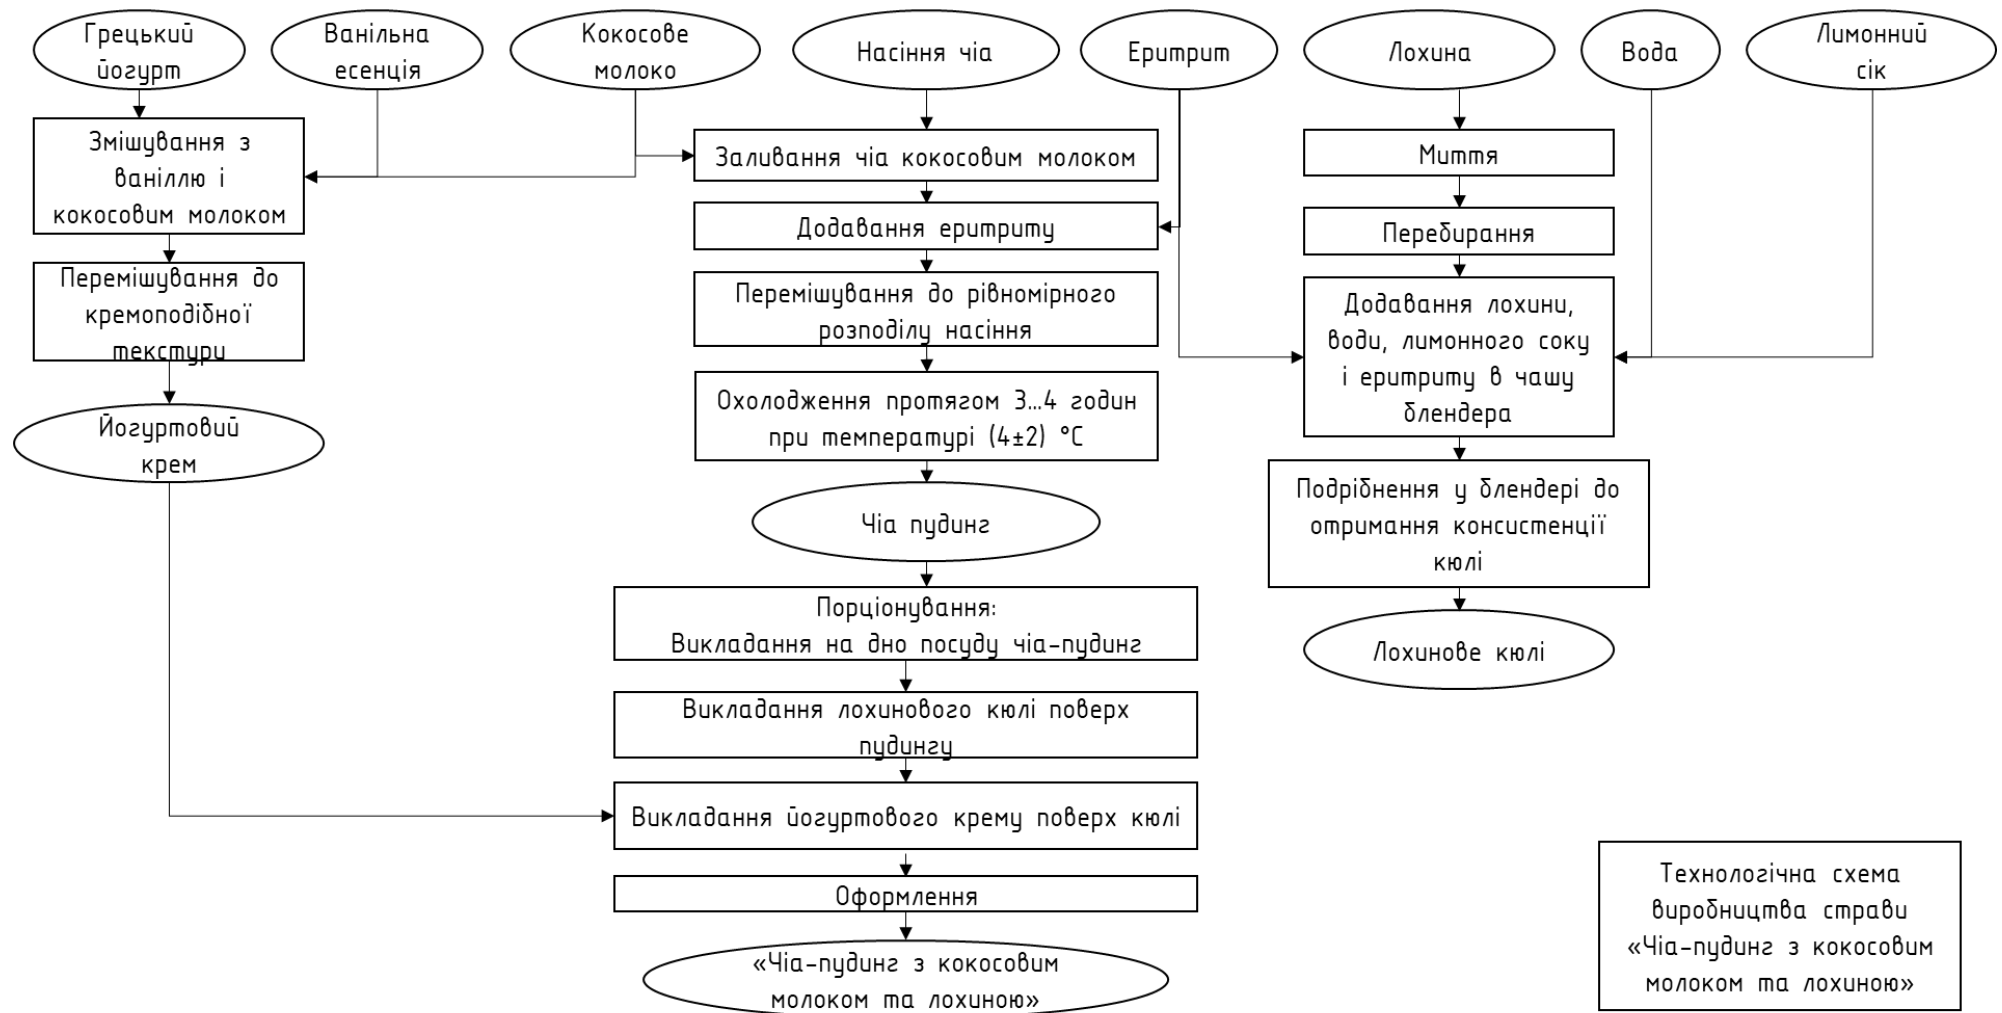 Грецький
йогурт
Ванільна
есенція
Кокосове
молоко
Насіння чіа
Еритрит
Лохина
Вода
Лимонний
сік
Змішування з
ваніллю і
кокосовим молоком
Перемішування до
кремоподібної
текстури
Йогуртовий
крем
Заливання чіа кокосовим молоком
Додавання еритриту
Перемішування до рівномірного
розподілу насіння
Охолодження протягом 3...4 годин
при температурі (4±2) °С
Чіа пудинг
Порціонування:
Викладання на дно посуду чіа-пудинг
Викладання лохинового кюлі поверх
пудингу
Викладання йогуртового крему поверх кюлі
Оформлення
«Чіа-пудинг з кокосовим
молоком та лохиною»
Миття
Перебирання
Додавання лохини,
води, лимонного соку
і еритриту в чашу
блендера
Подрібнення у блендері до
отримання консистенції
кюлі
Лохинове кюлі
Технологічна схема
виробництва страви
«Чіа-пудинг з кокосовим
молоком та лохиною»